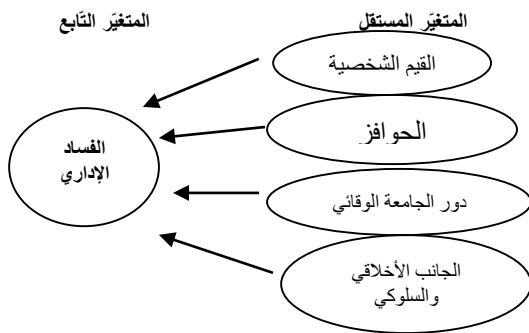 المتغيّر المستقل
المتغيّر التّابع
القيم الشخصية
الحوافز
دور الجامعة الوقائي
الجانب الأخلاقي
والسلوكي
الفساد
الإداري